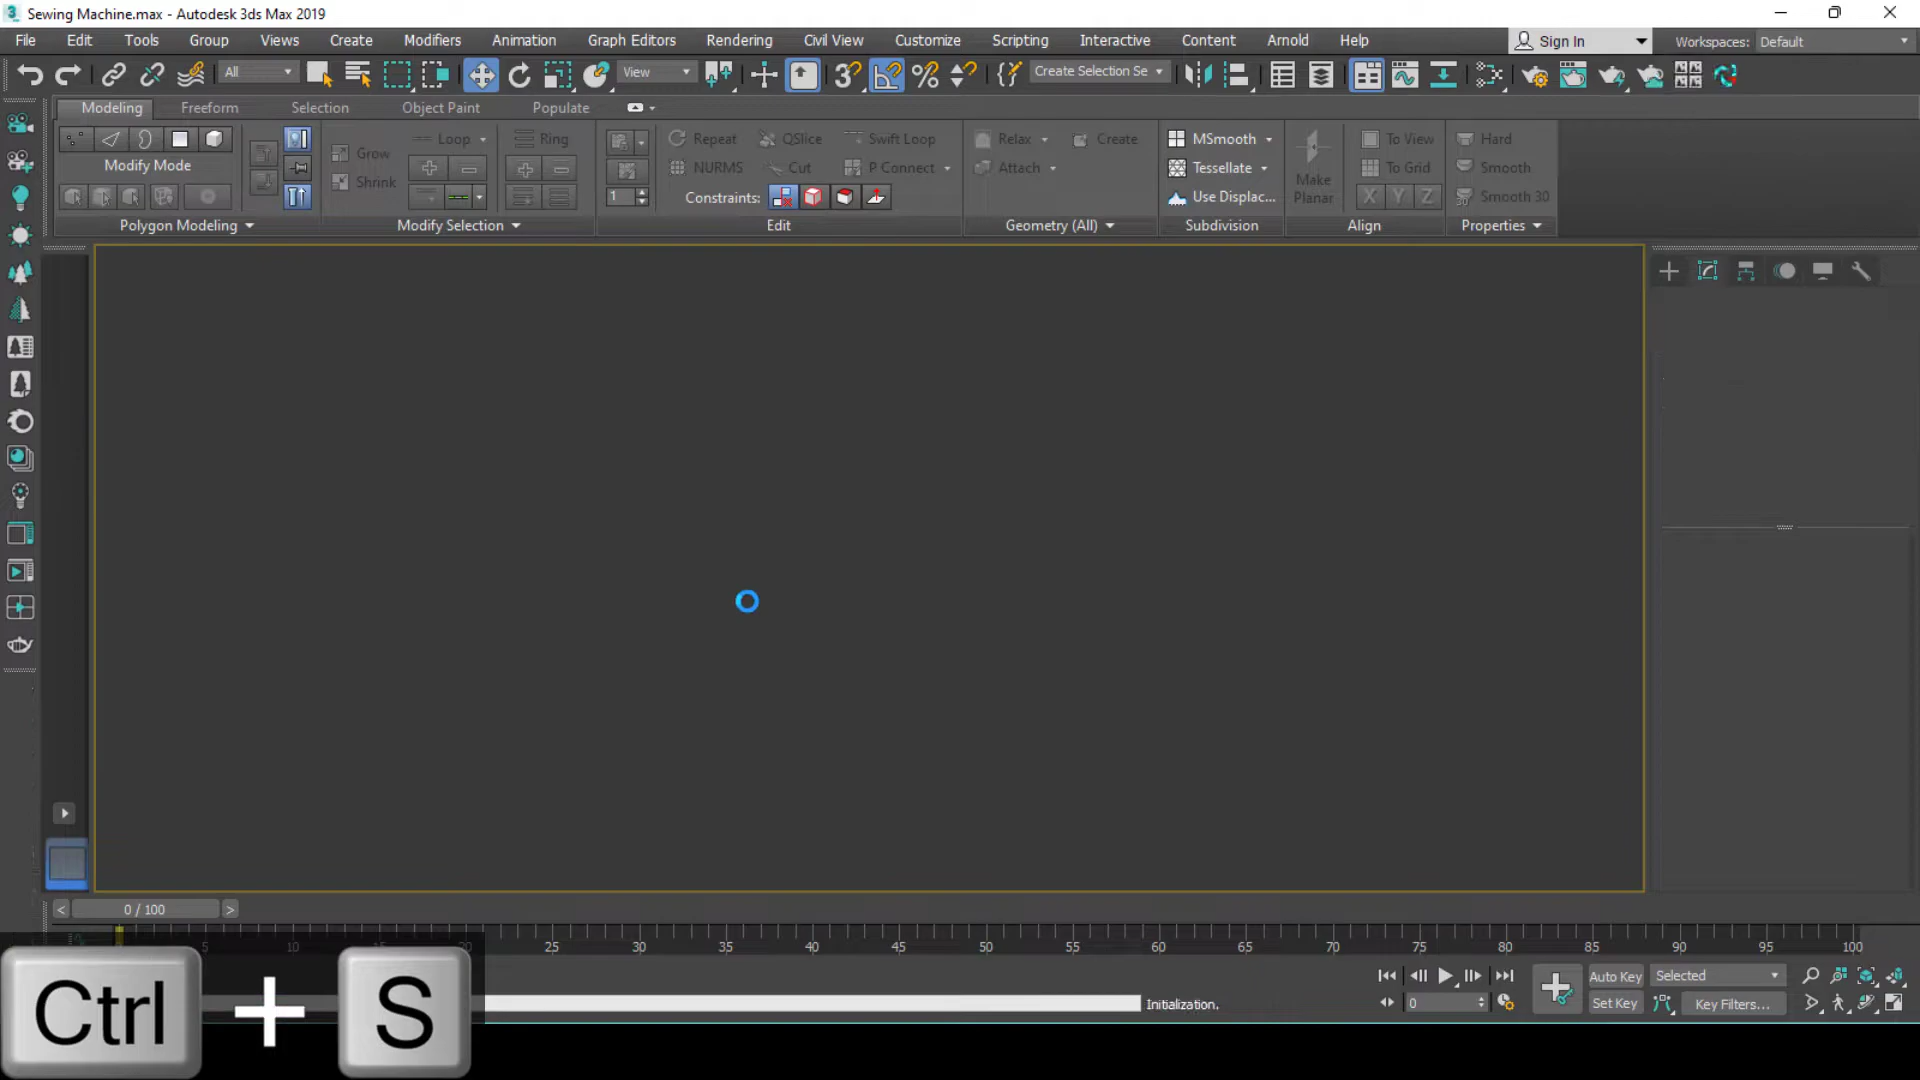 Sewing Machine.max - Autodesk 3ds Max 2019
File Edit Tools Group Views Create Modifiers Animation Graph Editors Rendering Civil View Customize Scripting Interactive Content Arnold Help Sign In Workspaces: Default
All View Create Selection Se
Modeling Freeform Selection Object Paint Populate
Loop Ring Repeat QSlice Swift Loop Relax Create MSmooth To View Hard
Modify Mode Grow NURMS Cut P Connect Attach Tessellate Make Planar To Grid Smooth
Shrink 1 Constraints: Use Displac... X Y Z Smooth 30
Polygon Modeling Modify Selection Edit Geometry (All) Subdivision Align Properties
< 0 / 100 >
5 10 15 20 25 30 35 40 45 50 55 60 65 70 75 80 85 90 95 100
Auto Key Selected
Initialization. 0 Set Key Key Filters...
Ctrl + S